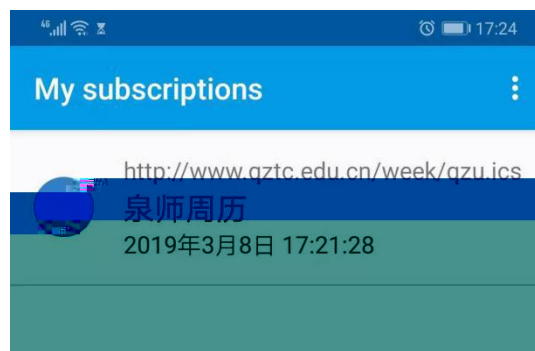 46 17:24
My subscriptions
http://www.qztc.edu.cn/week/qzu.ics
泉师周历
2019年3月8日 17:21:28